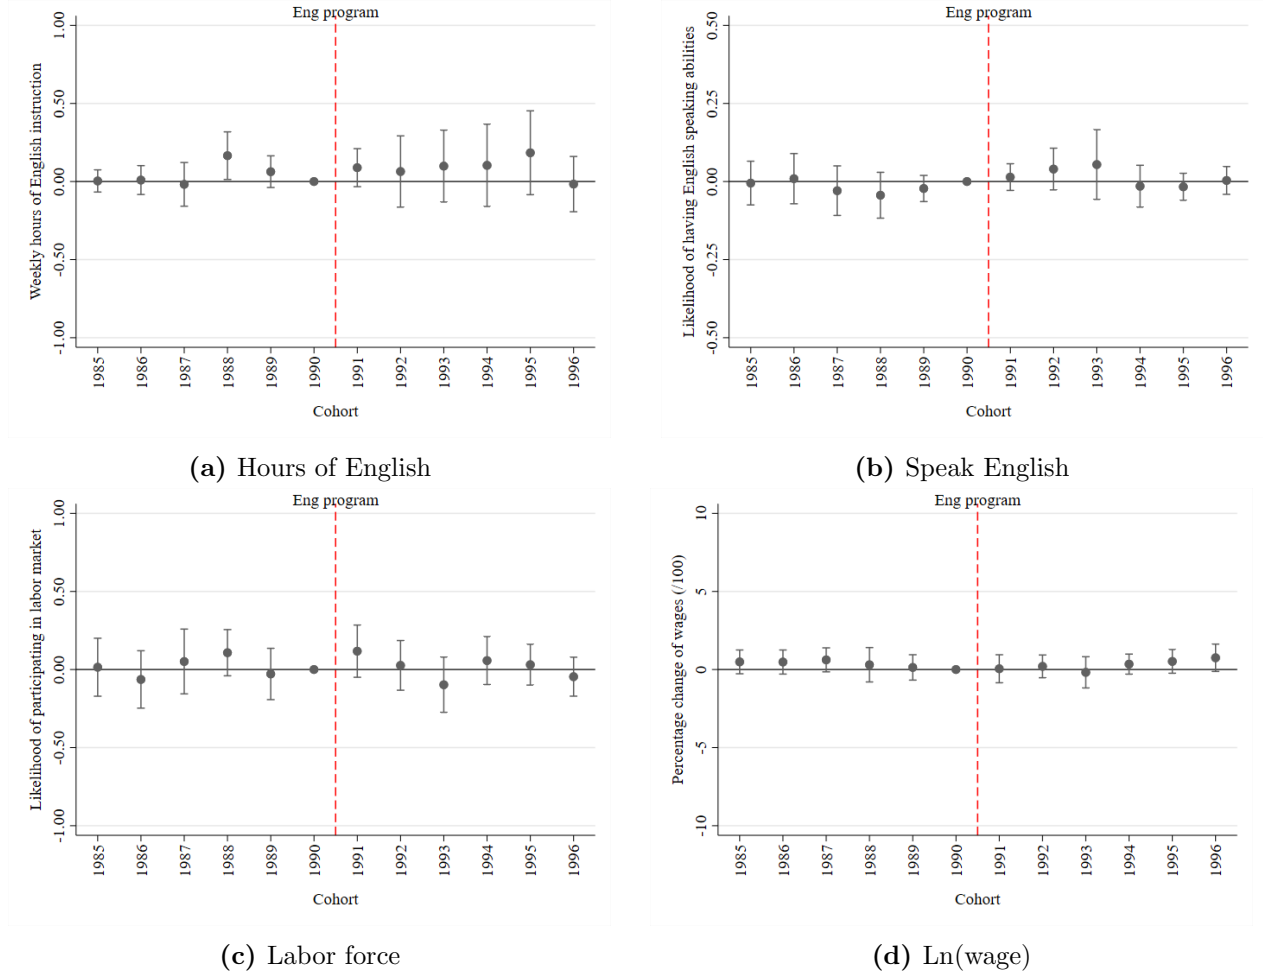 Eng program
Weekly hours of English instruction
1.00
0.50
0.00
-0.50
-1.00
1985 1986 1987 1988 1989 1990 1991 1992 1993 1994 1995 1996
Cohort
(a) Hours of English
Eng program
Likelihood of having English speaking abilities
0.50
0.25
0.00
-0.25
-0.50
1985 1986 1987 1988 1989 1990 1991 1992 1993 1994 1995 1996
Cohort
(b) Speak English
Eng program
Likelihood of participating in labor market
1.00
0.50
0.00
-0.50
-1.00
1985 1986 1987 1988 1989 1990 1991 1992 1993 1994 1995 1996
Cohort
(c) Labor force
Eng program
Percentage change of wages (/100)
10
5
0
-5
-10
1985 1986 1987 1988 1989 1990 1991 1992 1993 1994 1995 1996
Cohort
(d) Ln(wage)